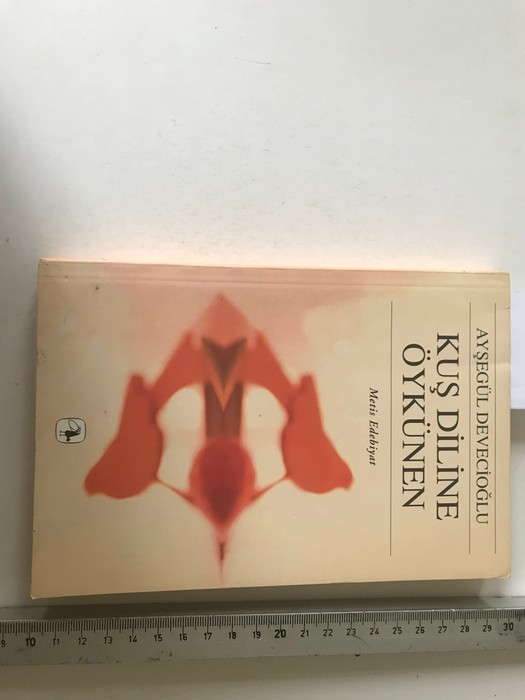 AYŞEGÜL DEVECİOĞLU
KUŞ DİLİNE
ÖYKÜNEN
Metis Edebiyat
9 10 11 12 13 14 15 16 17 18 19 20 21 22 23 24 25 26 27 28 29 30